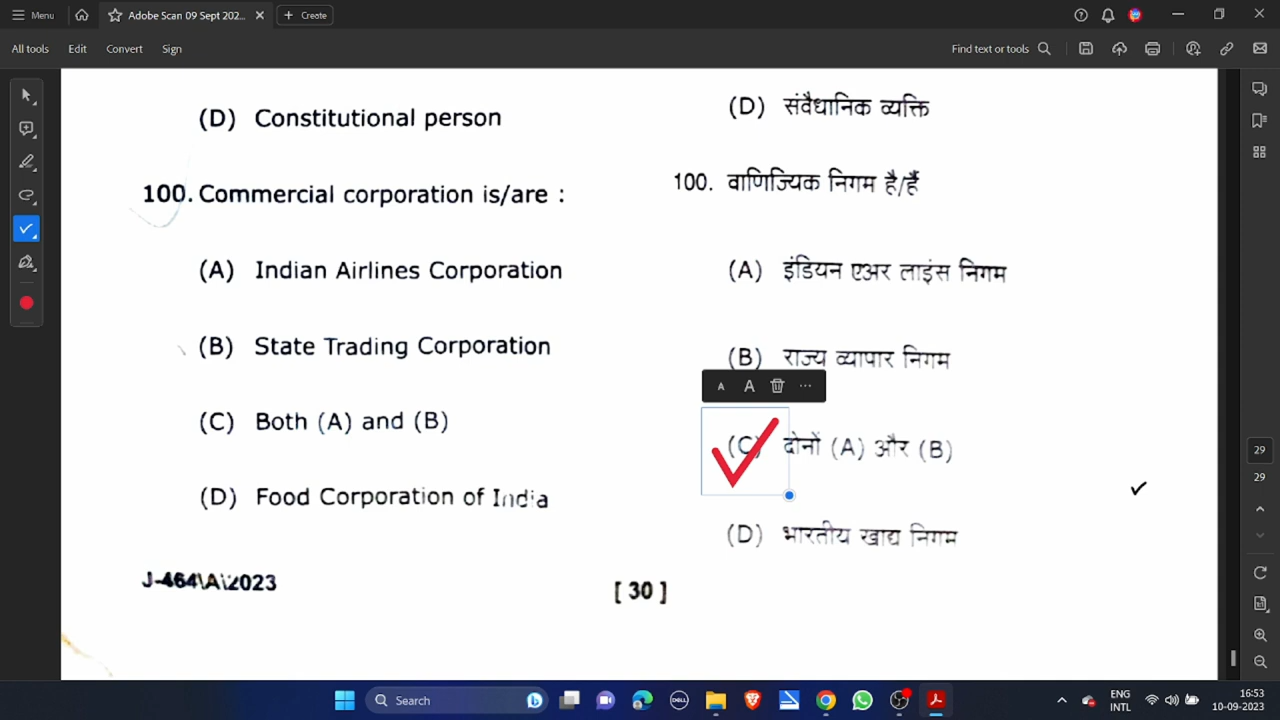 Menu
Adobe Scan 09 Sept 202...
Create
All tools
Edit
Convert
Sign
Find text or tools
(D) Constitutional person
100. Commercial corporation is/are :
(A) Indian Airlines Corporation
(B) State Trading Corporation
(C) Both (A) and (B)
(D) Food Corporation of India
J-464\A\2023
(D) संवैधानिक व्यक्ति
100. वाणिज्यिक निगम है/हैं
(A) इंडियन एअर लाइंस निगम
(B) राज्य व्यापार निगम
A A ...
(C) दोनों (A) और (B)
(D) भारतीय खाद्य निगम
[ 30 ]
29
29
Search
DELL
ENG
INTL
16:53
10-09-2023